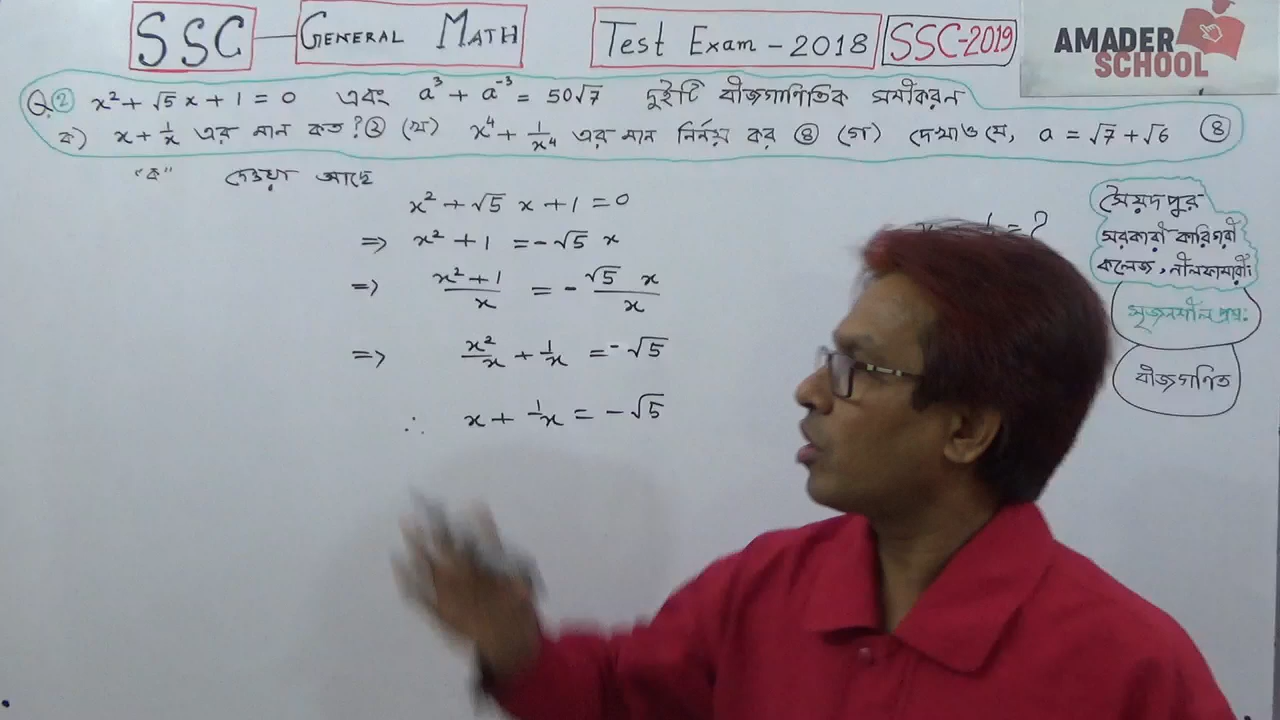 SSC GENERAL MATH Test Exam - 2018 SSC-2019
AMADER
SCHOOL
Q. ② x² + √5 x + 1 = 0 এবং a³ + a⁻³ = 50√7 দুইটি বীজগাণিতিক সমীকরন
ক) x + 1/x এর মান কত? ② (খ) x⁴ + 1/x⁴ এর মান নির্নয় কর ④ (গ) দেখাও যে, a = √7 + √6 ④
"ক" দেওয়া আছে
x² + √5 x + 1 = 0
⇒ x² + 1 = -√5 x
⇒ (x² + 1)/x = - (√5 x)/x
⇒ x²/x + 1/x = -√5
∴ x + 1/x = -√5
= ?
সৈয়দপুর
সরকারী কারিগরী
কলেজ, নীলফামারী:
সৃজনশীল প্রশ্ন:
বীজগণিত